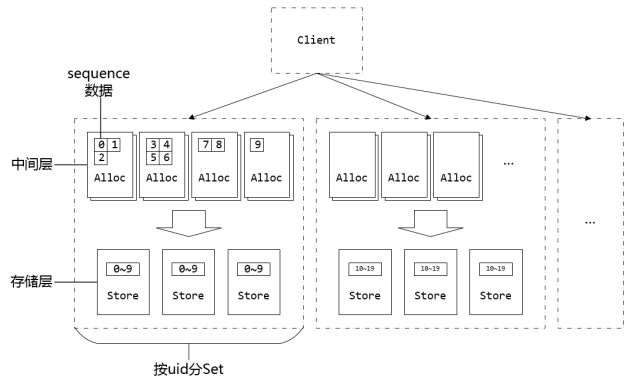 Client
sequence
数据
0 1
2
3 4
5 6
7 8
9
中间层
Alloc Alloc Alloc Alloc
Alloc Alloc Alloc
...
...
0~9 0~9 0~9
10~19 10~19 10~19
存储层
Store Store Store
Store Store Store
按uid分Set